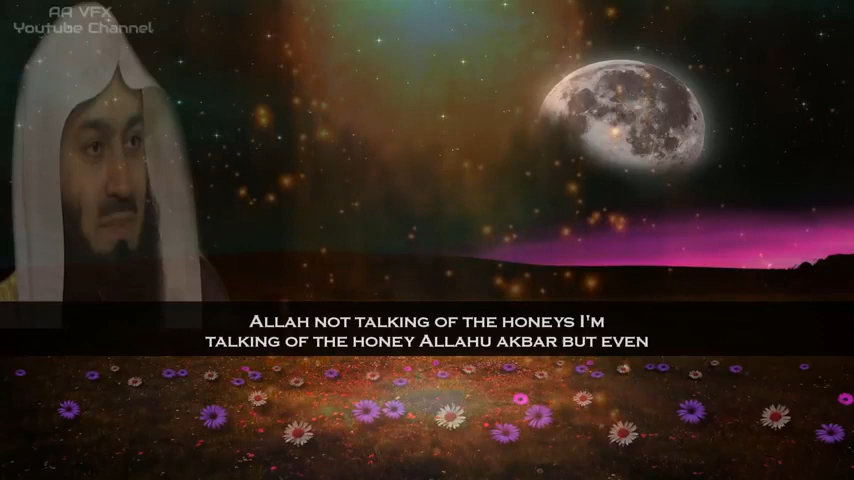 AA VFX
Youtube Channel
Allah not talking of the honeys I'm
talking of the honey Allahu akbar but even